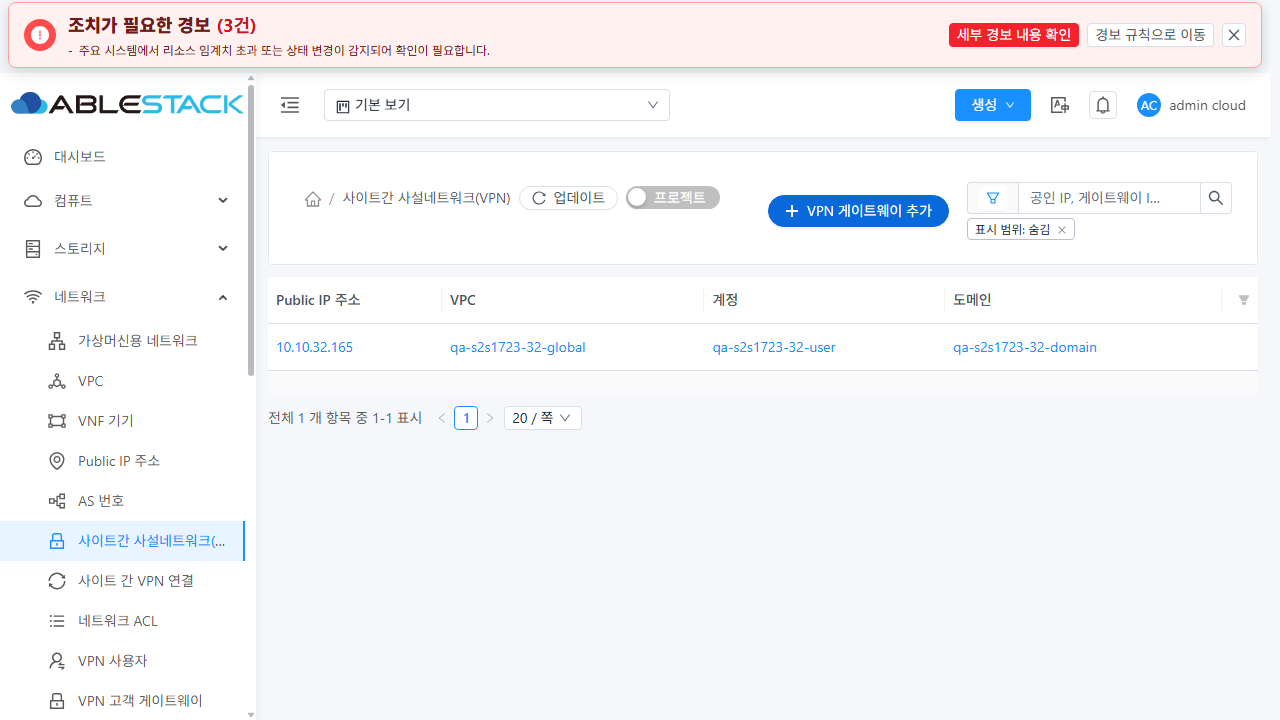 조치가 필요한 경보 (3건)
- 주요 시스템에서 리소스 임계치 초과 또는 상태 변경이 감지되어 확인이 필요합니다.
세부 경보 내용 확인
경보 규칙으로 이동
ABLESTACK
기본 보기
생성
AC admin cloud
대시보드
컴퓨트
스토리지
네트워크
가상머신용 네트워크
VPC
VNF 기기
Public IP 주소
AS 번호
사이트간 사설네트워크(...
사이트 간 VPN 연결
네트워크 ACL
VPN 사용자
VPN 고객 게이트웨이
/ 사이트간 사설네트워크(VPN)
업데이트
프로젝트
VPN 게이트웨이 추가
공인 IP, 게이트웨이 I...
표시 범위: 숨김
Public IP 주소 VPC 계정 도메인
10.10.32.165 qa-s2s1723-32-global qa-s2s1723-32-user qa-s2s1723-32-domain
전체 1 개 항목 중 1-1 표시 1 20 / 쪽